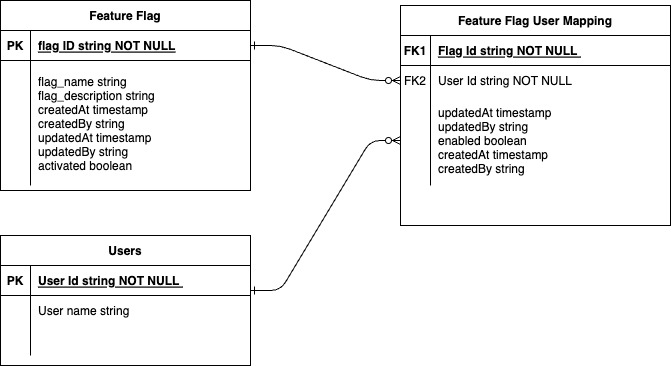 Feature Flag
PK flag ID string NOT NULL
flag_name string
flag_description string
createdAt timestamp
createdBy string
updatedAt timestamp
updatedBy string
activated boolean
Feature Flag User Mapping
FK1 Flag Id string NOT NULL
FK2 User Id string NOT NULL
updatedAt timestamp
updatedBy string
enabled boolean
createdAt timestamp
createdBy string
Users
PK User Id string NOT NULL
User name string